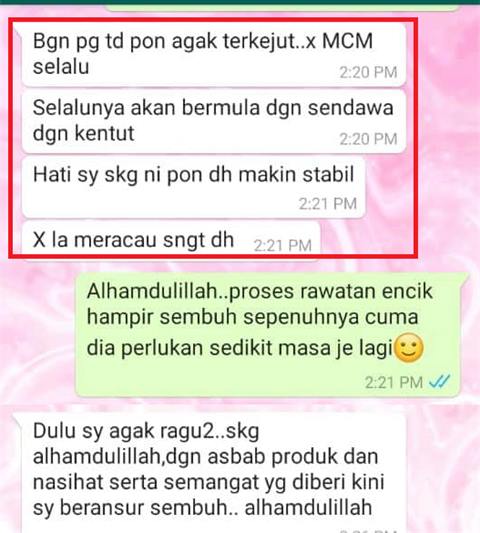 Bgn pg td pon agak terkejut..x MCM
selalu
2:20 PM
Selalunya akan bermula dgn sendawa
dgn kentut
2:20 PM
Hati sy skg ni pon dh makin stabil
2:21 PM
X la meracau sngt dh 2:21 PM
Alhamdulillah..proses rawatan encik
hampir sembuh sepenuhnya cuma
dia perlukan sedikit masa je lagi🙂
2:21 PM
Dulu sy agak ragu2..skg
alhamdulillah,dgn asbab produk dan
nasihat serta semangat yg diberi kini
sy beransur sembuh.. alhamdulillah